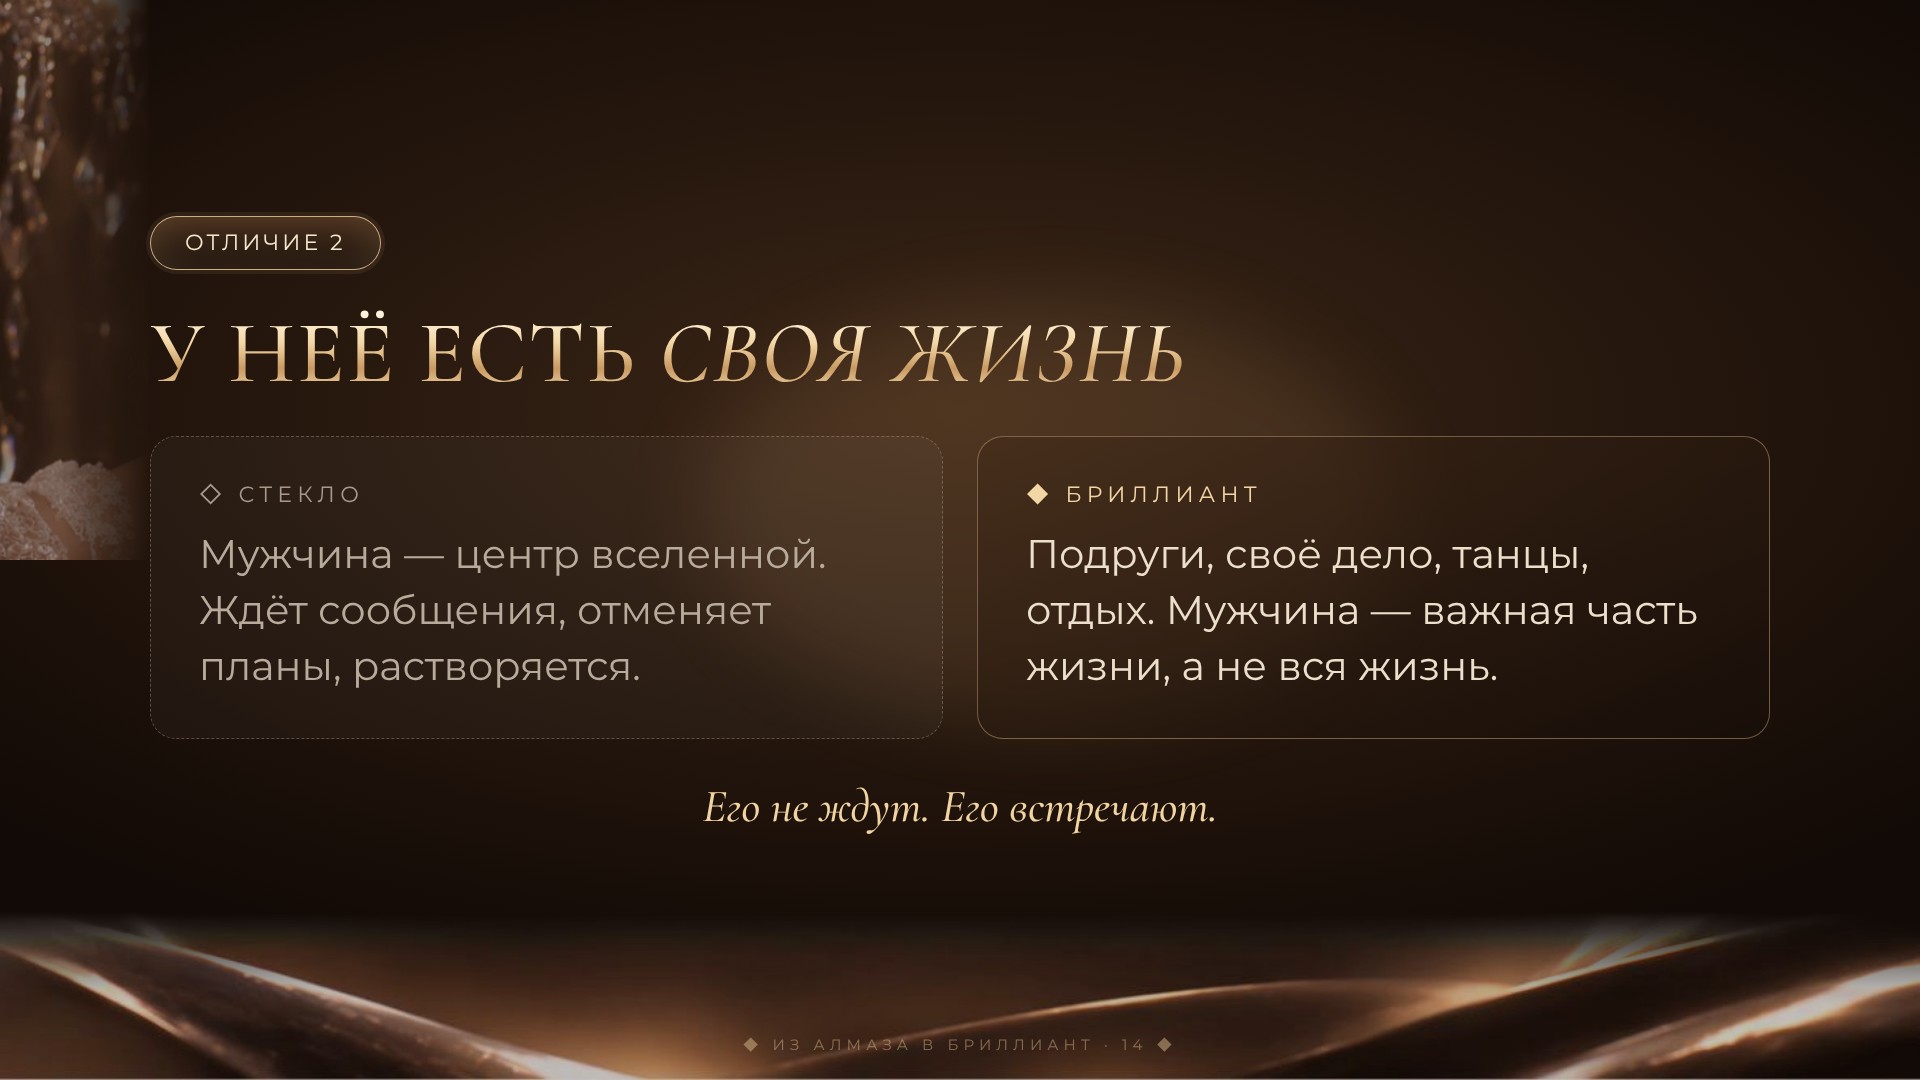 ОТЛИЧИЕ 2
У НЕЁ ЕСТЬ СВОЯ ЖИЗНЬ
СТЕКЛО
Мужчина — центр вселенной.
Ждёт сообщения, отменяет
планы, растворяется.
БРИЛЛИАНТ
Подруги, своё дело, танцы,
отдых. Мужчина — важная часть
жизни, а не вся жизнь.
Его не ждут. Его встречают.
ИЗ АЛМАЗА В БРИЛЛИАНТ · 14